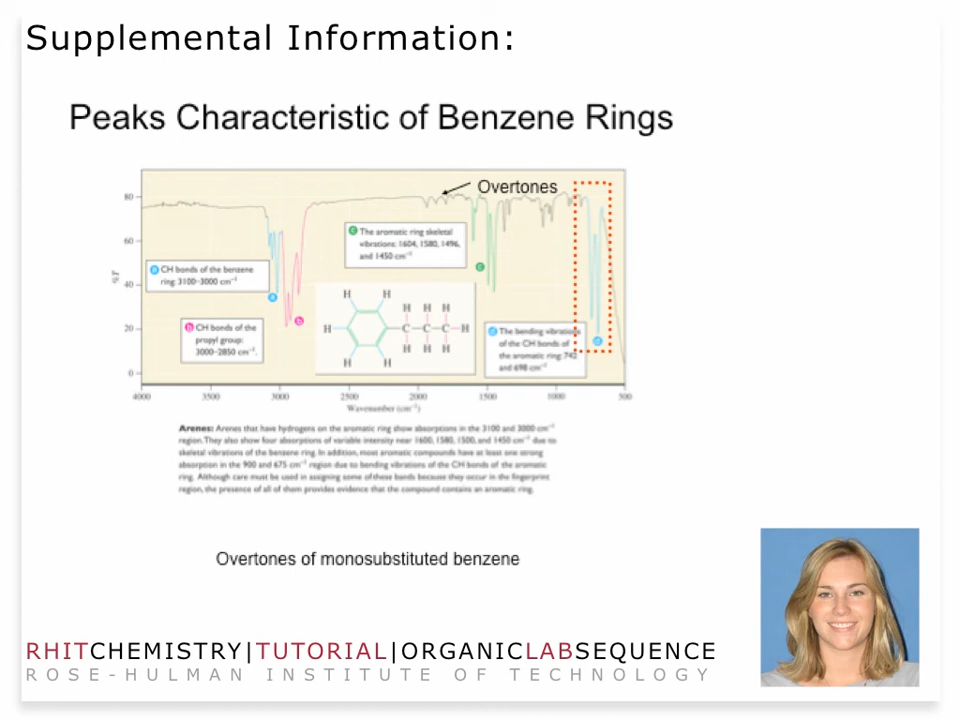 Supplemental Information:
Peaks Characteristic of Benzene Rings
Overtones
80
60
40
20
0
%T
c The aromatic ring skeletal
vibrations: 1604, 1580, 1496,
and 1450 cm⁻¹
a CH bonds of the benzene
ring: 3100–3000 cm⁻¹
c
a
b
b CH bonds of the
propyl group:
3000–2850 cm⁻¹.
H H
H H H
H C C C H
H H H
H H
d The bending vibrations
of the CH bonds of
the aromatic ring: 742
and 698 cm⁻¹
d
4000 3500 3000 2500 2000 1500 1000 500
Wavenumber (cm⁻¹)
Arenes: Arenes that have hydrogens on the aromatic ring show absorptions in the 3100 and 3000 cm⁻¹
region. They also show four absorptions of variable intensity near 1600, 1580, 1500, and 1450 cm⁻¹ due to
skeletal vibrations of the benzene ring. In addition, most aromatic compounds have at least one strong
absorption in the 900 and 675 cm⁻¹ region due to bending vibrations of the CH bonds of the aromatic
ring. Although care must be used in assigning some of these bands because they occur in the fingerprint
region, the presence of all of them provides evidence that the compound contains an aromatic ring.
Overtones of monosubstituted benzene
RHITCHEMISTRY|TUTORIAL|ORGANICLABSEQUENCE
ROSE-HULMAN INSTITUTE OF TECHNOLOGY